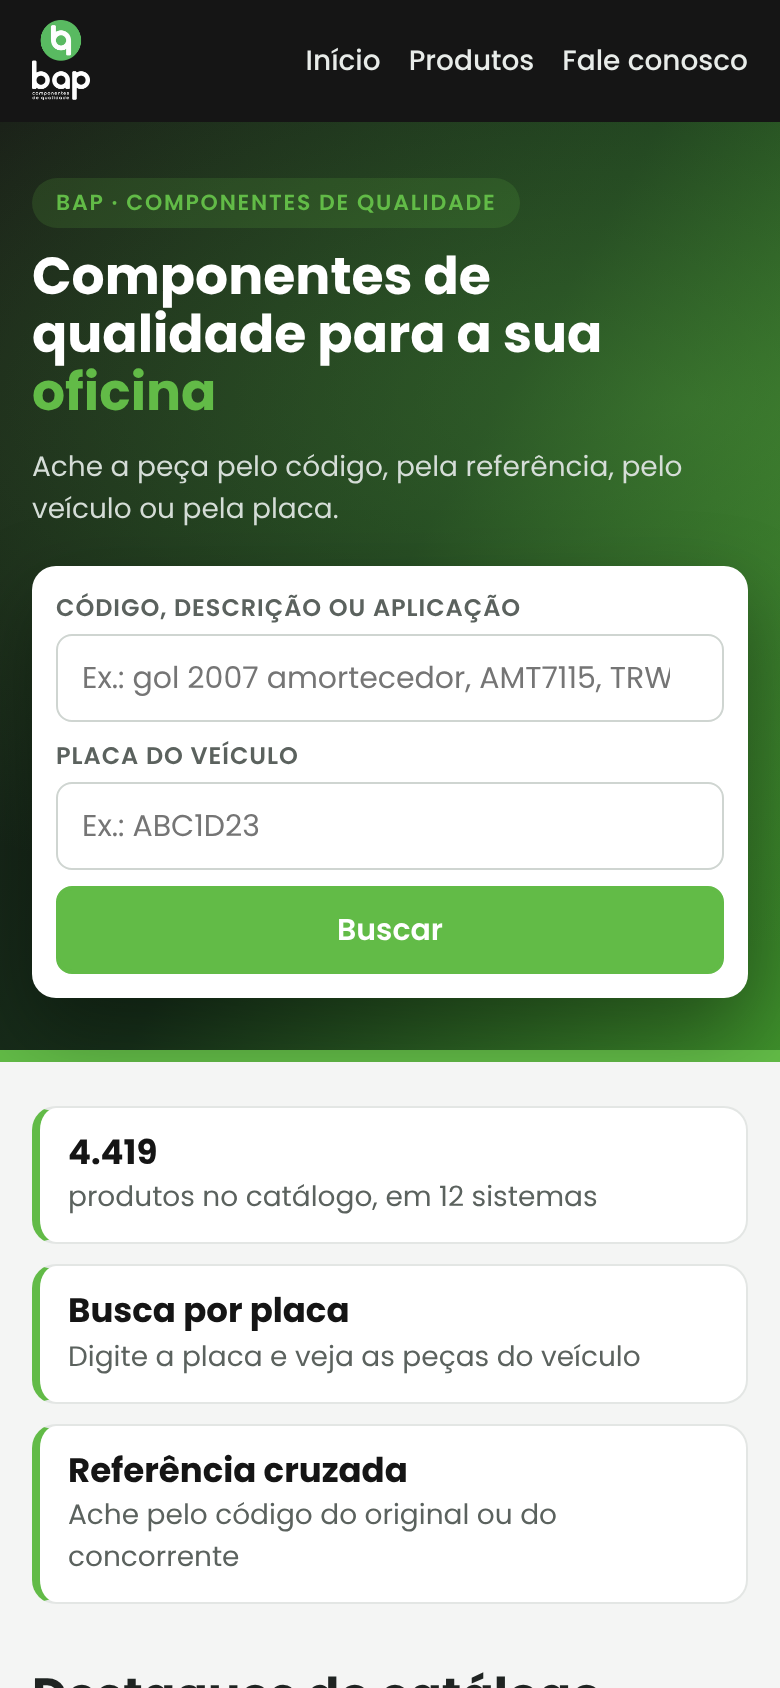 bap
componentes
de qualidade
Início Produtos Fale conosco
BAP · COMPONENTES DE QUALIDADE
Componentes de
qualidade para a sua
oficina
Ache a peça pelo código, pela referência, pelo
veículo ou pela placa.
CÓDIGO, DESCRIÇÃO OU APLICAÇÃO
Ex.: gol 2007 amortecedor, AMT7115, TRW
PLACA DO VEÍCULO
Ex.: ABC1D23
Buscar
4.419
produtos no catálogo, em 12 sistemas
Busca por placa
Digite a placa e veja as peças do veículo
Referência cruzada
Ache pelo código do original ou do
concorrente
Destaques do catálogo